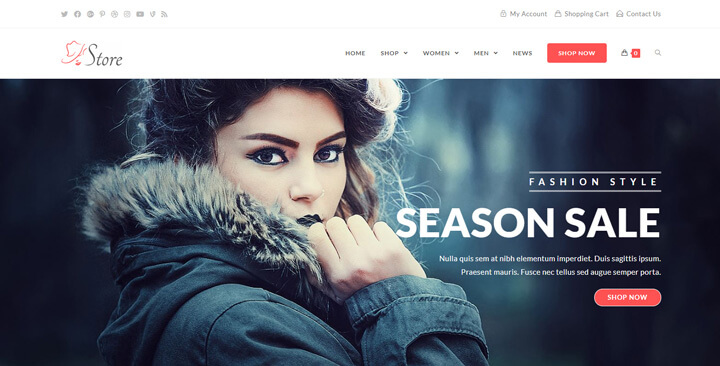 My Account Shopping Cart Contact Us
Store
HOME SHOP WOMEN MEN NEWS SHOP NOW 0
FASHION STYLE
SEASON SALE
Nulla quis sem at nibh elementum imperdiet. Duis sagittis ipsum.
Praesent mauris. Fusce nec tellus sed augue semper porta.
SHOP NOW